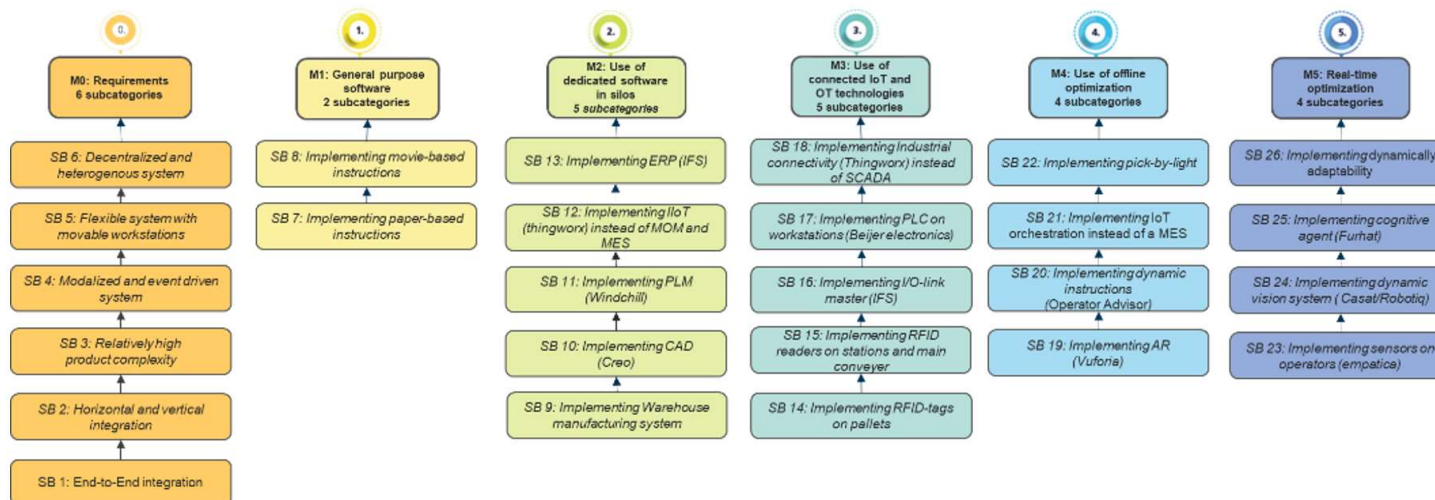 0.
M0: Requirements
6 subcategories
SB 6: Decentralized and
heterogenous system
SB 5: Flexible system with
movable workstations
SB 4: Modalized and event driven
system
SB 3: Relatively high
product complexity
SB 2: Horizontal and vertical
integration
SB 1: End-to-End integration
1.
M1: General purpose
software
2 subcategories
SB 8: Implementing movie-based
instructions
SB 7: Implementing paper-based
instructions
2.
M2: Use of
dedicated software
in silos
5 subcategories
SB 13: Implementing ERP (IFS)
SB 12: Implementing IIoT
(thingworx) instead of MOM and
MES
SB 11: Implementing PLM
(Windchill)
SB 10: Implementing CAD
(Creo)
SB 9: Implementing Warehouse
manufacturing system
3.
M3: Use of
connected IoT and
OT technologies
5 subcategories
SB 18: Implementing Industrial
connectivity (Thingworx) instead
of SCADA
SB 17: Implementing PLC on
workstations (Beijer electronics)
SB 16: Implementing I/O-link
master (IFS)
SB 15: Implementing RFID
readers on stations and main
conveyer
SB 14: Implementing RFID-tags
on pallets
4.
M4: Use of offline
optimization
4 subcategories
SB 22: Implementing pick-by-light
SB 21: Implementing IoT
orchestration instead of a MES
SB 20: Implementing dynamic
instructions
(Operator Advisor)
SB 19: Implementing AR
(Vuforia)
5.
M5: Real-time
optimization
4 subcategories
SB 26: Implementing dynamically
adaptability
SB 25: Implementing cognitive
agent (Furhat)
SB 24: Implementing dynamic
vision system ( Casat/Robotiq)
SB 23: Implementing sensors on
operators (empatica)